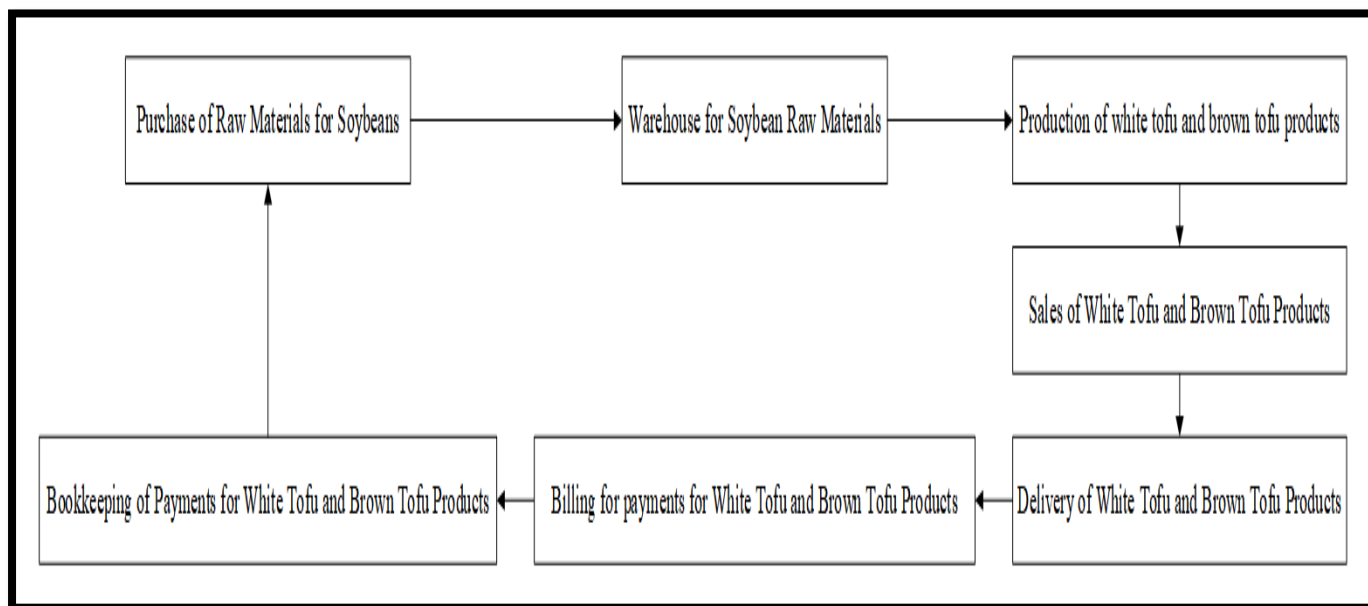 Purchase of Raw Materials for Soybeans
Warehouse for Soybean Raw Materials
Production of white tofu and brown tofu products
Sales of White Tofu and Brown Tofu Products
Delivery of White Tofu and Brown Tofu Products
Billing for payments for White Tofu and Brown Tofu Products
Bookkeeping of Payments for White Tofu and Brown Tofu Products